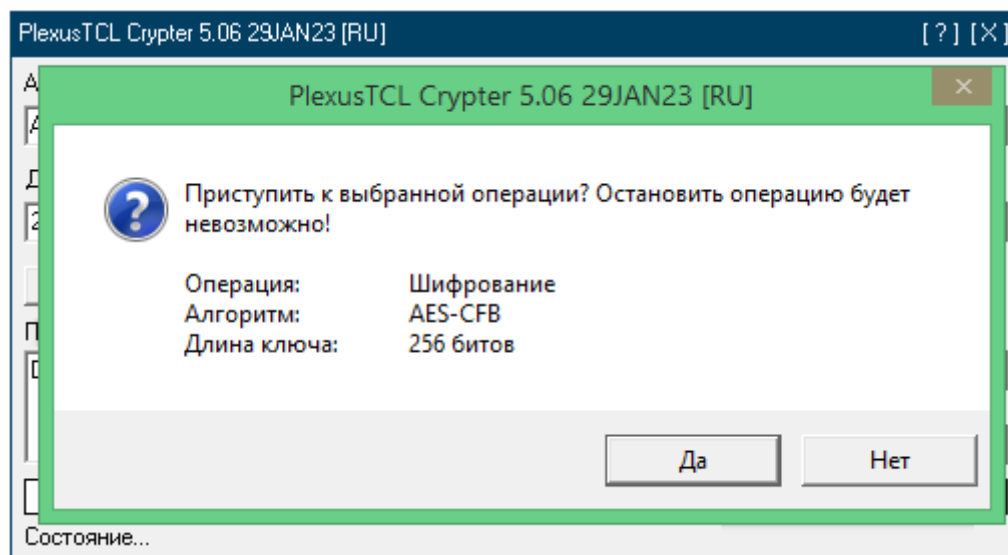 PlexusTCL Crypter 5.06 29JAN23 [RU] [ ? ] [X]
PlexusTCL Crypter 5.06 29JAN23 [RU]
Приступить к выбранной операции? Остановить операцию будет
невозможно!
Операция: Шифрование
Алгоритм: AES-CFB
Длина ключа: 256 битов
Да Нет
Состояние...